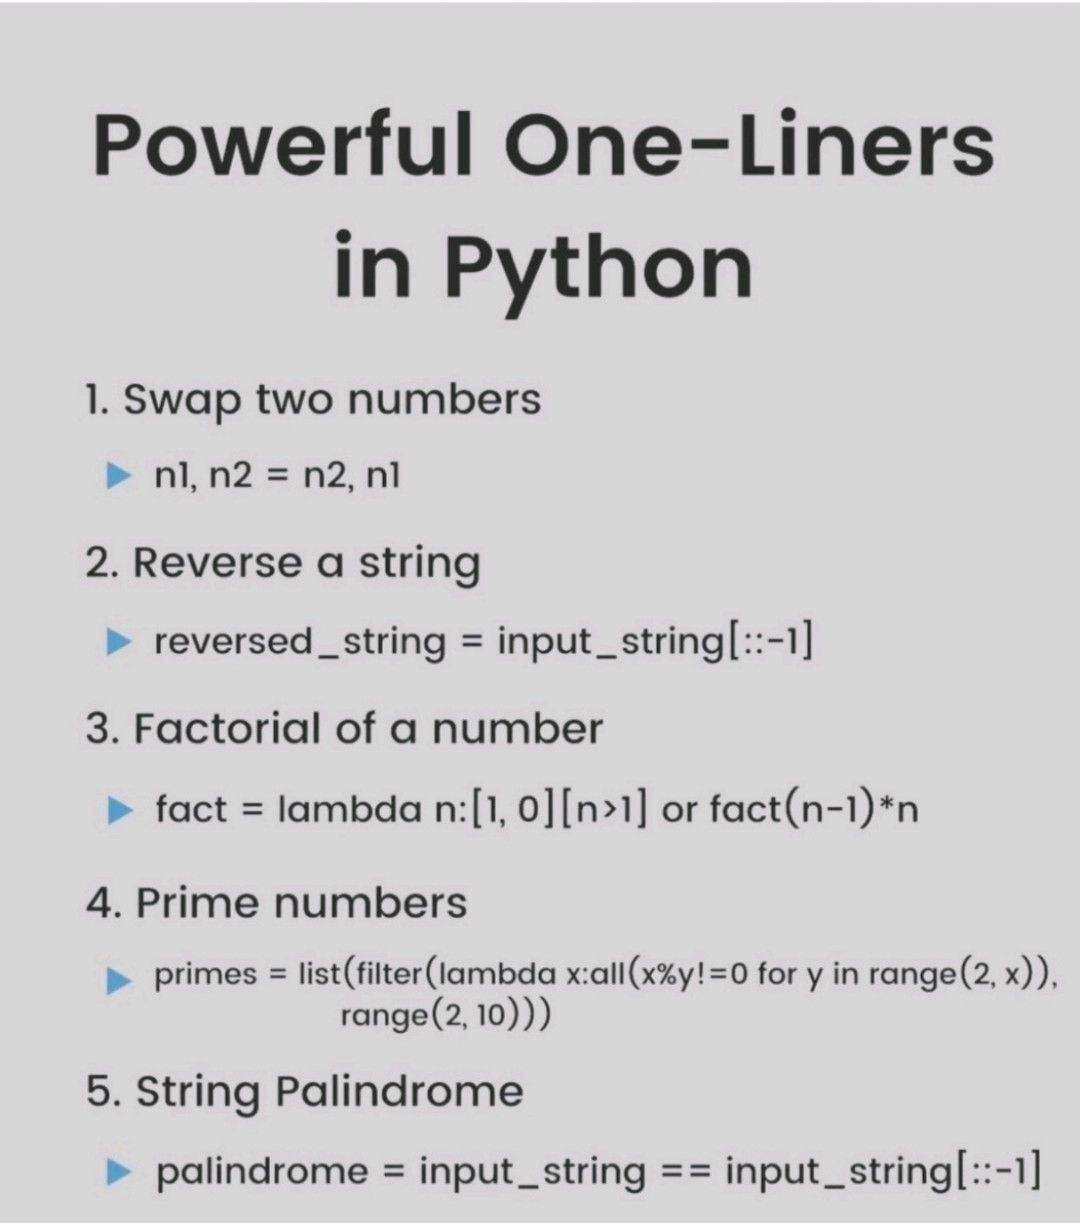 Powerful One-Liners
in Python
1. Swap two numbers
n1, n2 = n2, n1
2. Reverse a string
reversed_string = input_string[::-1]
3. Factorial of a number
fact = lambda n:[1, 0][n>1] or fact(n-1)*n
4. Prime numbers
primes = list(filter(lambda x:all(x%y!=0 for y in range(2, x)),
range(2, 10)))
5. String Palindrome
palindrome = input_string == input_string[::-1]